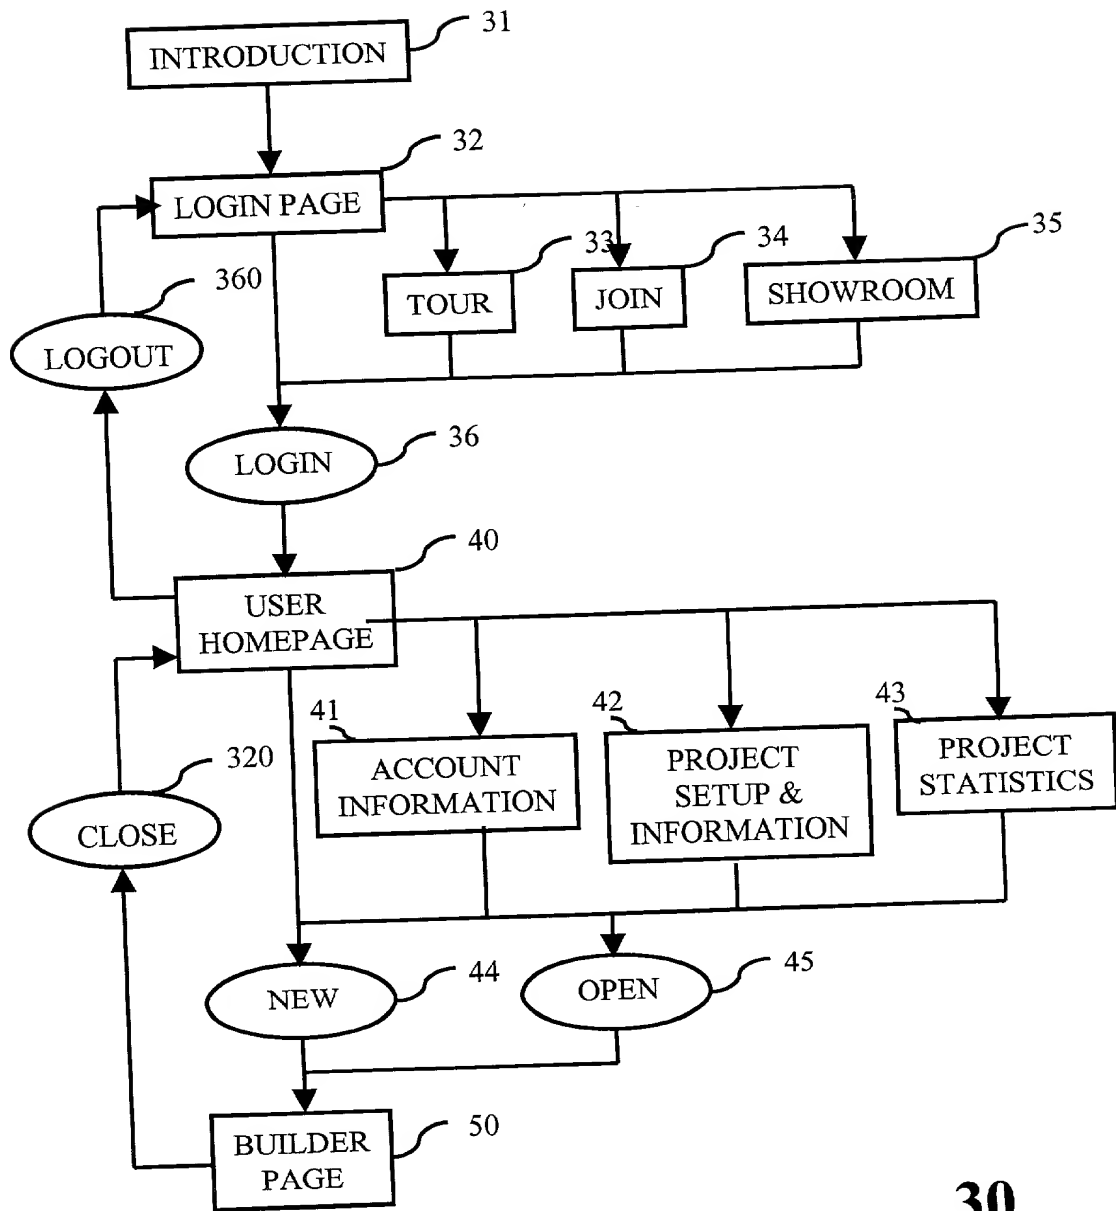 31
INTRODUCTION
32
LOGIN PAGE
33
34
35
TOUR
JOIN
SHOWROOM
360
LOGOUT
36
LOGIN
40
USER
HOMEPAGE
41
42
43
ACCOUNT
INFORMATION
PROJECT
SETUP &
INFORMATION
PROJECT
STATISTICS
320
CLOSE
44
NEW
45
OPEN
50
BUILDER
PAGE
30